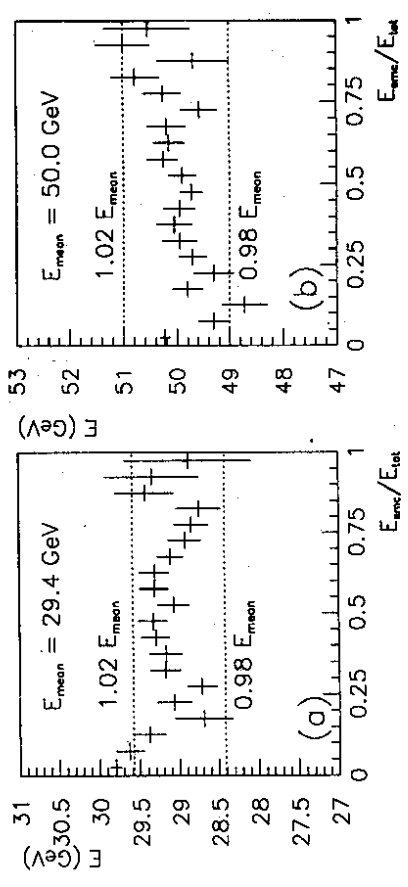 E (GeV)
31
30.5
30
29.5
29
28.5
28
27.5
27
E_mean = 29.4 GeV
1.02 E_mean
0.98 E_mean
(a)
0
0.25
0.5
0.75
1
E_emc/E_tot
E (GeV)
53
52
51
50
49
48
47
E_mean = 50.0 GeV
1.02 E_mean
0.98 E_mean
(b)
0
0.25
0.5
0.75
1
E_emc/E_tot